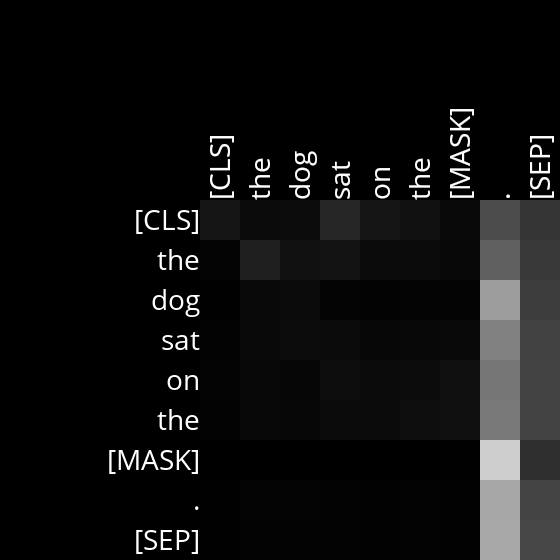 [CLS]
the
dog
sat
on
the
[MASK]
.
[SEP]
[CLS]
the
dog
sat
on
the
[MASK]
.
[SEP]